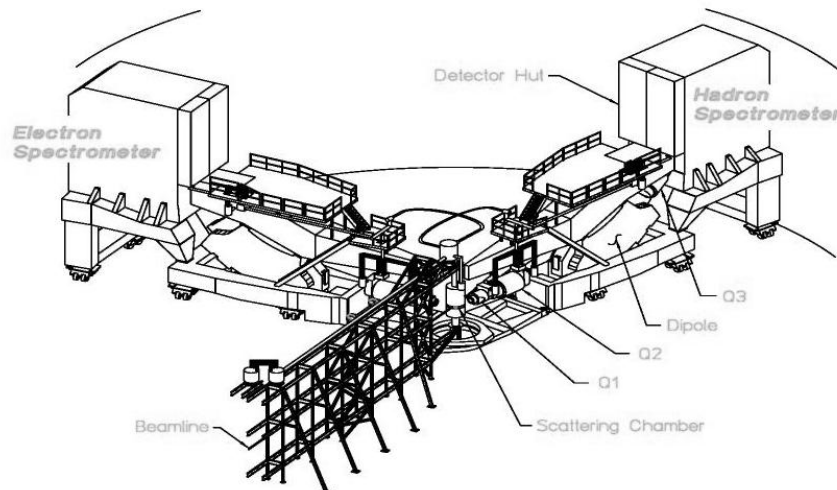 Detector Hut
Hadron
Spectrometer
Electron
Spectrometer
Q3
Dipole
Q2
Q1
Scattering Chamber
Beamline